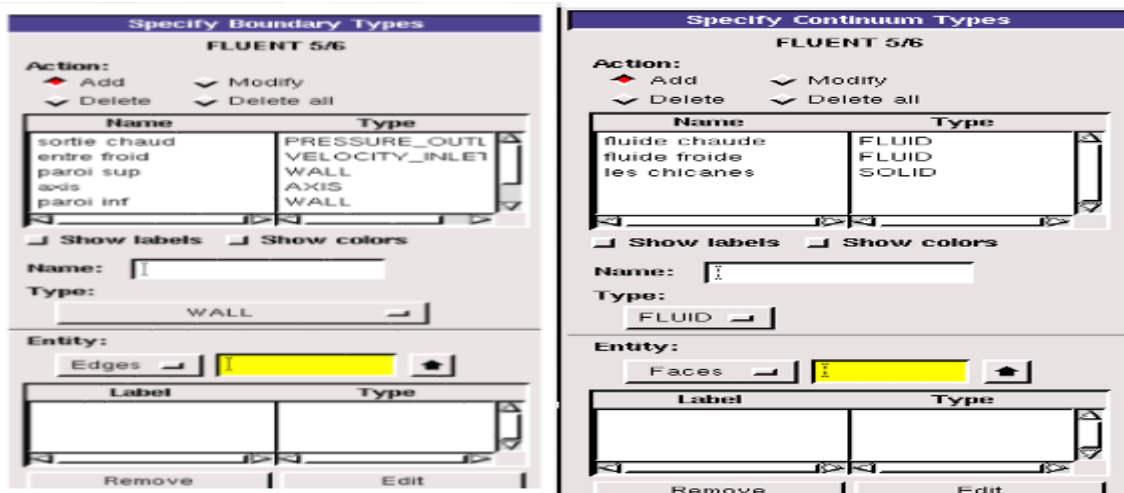 Specify Boundary Types
FLUENT 5/6
Action:
Add Modify
Delete Delete all
Name Type
sortie chaud PRESSURE_OUTL
entre froid VELOCITY_INLET
paroi sup WALL
axis AXIS
paroi inf WALL
Show labels Show colors
Name:
Type:
WALL
Entity:
Edges
Label Type
Remove Edit
Specify Continuum Types
FLUENT 5/6
Action:
Add Modify
Delete Delete all
Name Type
fluide chaude FLUID
fluide froide FLUID
les chicanes SOLID
Show labels Show colors
Name:
Type:
FLUID
Entity:
Faces
Label Type
Remove Edit